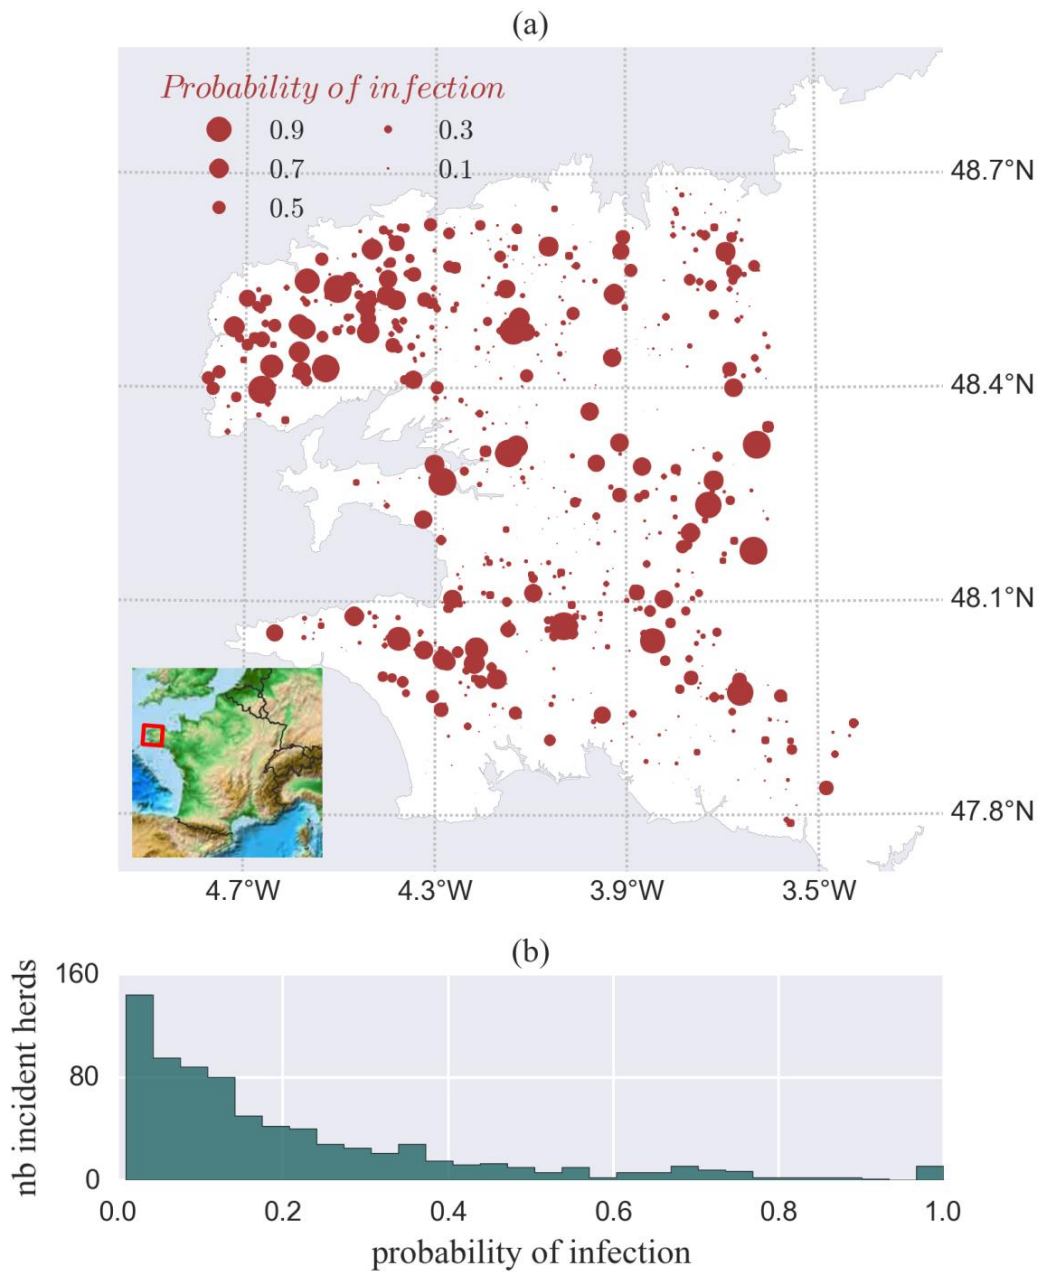 (a)
Probability of infection
0.9 0.3
0.7 0.1
0.5
48.7°N
48.4°N
48.1°N
47.8°N
4.7°W 4.3°W 3.9°W 3.5°W
(b)
nb incident herds
160
80
0
0.0 0.2 0.4 0.6 0.8 1.0
probability of infection